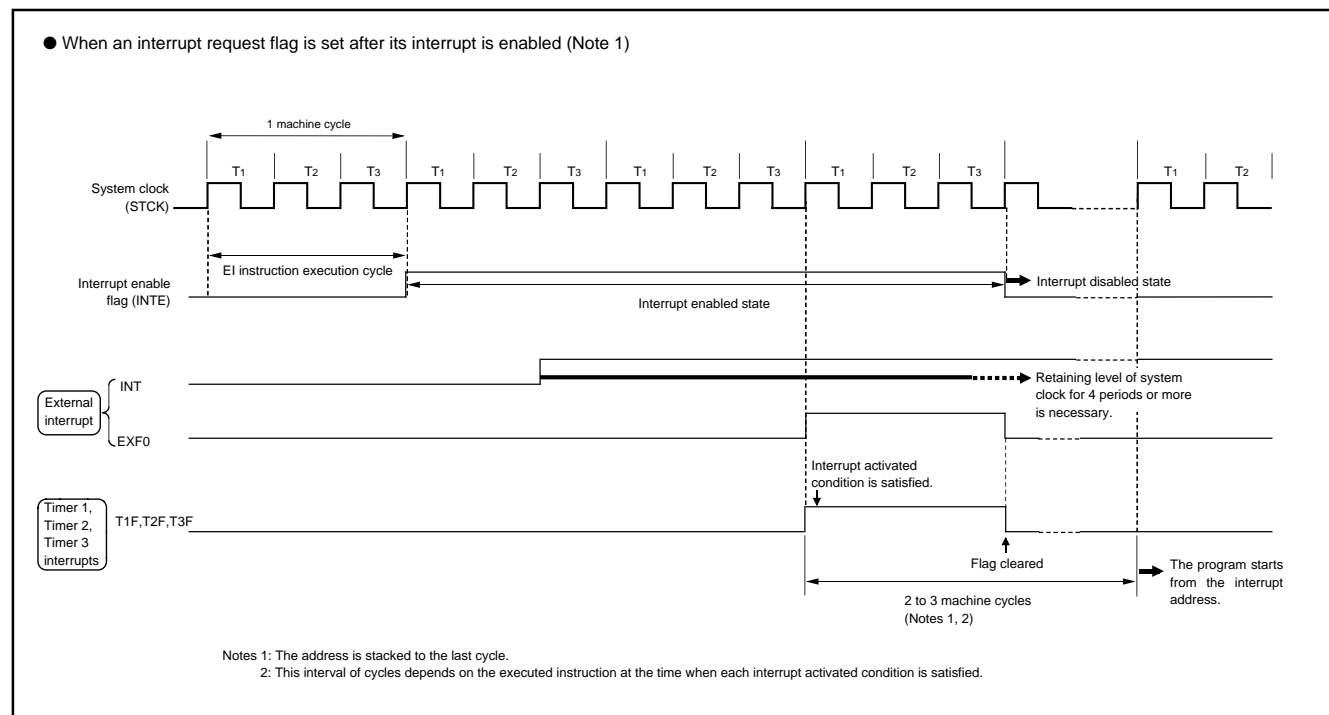 ● When an interrupt request flag is set after its interrupt is enabled (Note 1)
1 machine cycle
T1 T2 T3 T1 T2 T3 T1 T2 T3 T1 T2 T3 T1 T2
System clock
(STCK)
EI instruction execution cycle
Interrupt enable
flag (INTE)
Interrupt enabled state
Interrupt disabled state
INT
External
interrupt
EXF0
Retaining level of system
clock for 4 periods or more
is necessary.
Interrupt activated
condition is satisfied.
Timer 1,
Timer 2,
Timer 3
interrupts
T1F,T2F,T3F
Flag cleared
2 to 3 machine cycles
(Notes 1, 2)
The program starts
from the interrupt
address.
Notes 1: The address is stacked to the last cycle.
2: This interval of cycles depends on the executed instruction at the time when each interrupt activated condition is satisfied.